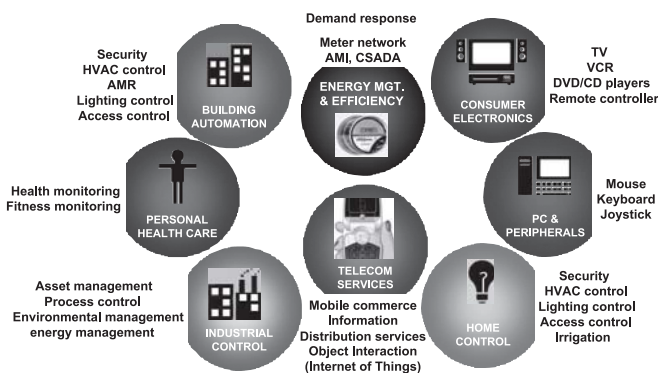 Demand response
Meter network
AMI, CSADA
ENERGY MGT.
& EFFICIENCY
Security
HVAC control
AMR
Lighting control
Access control
BUILDING
AUTOMATION
CONSUMER
ELECTRONICS
TV
VCR
DVD/CD players
Remote controller
Health monitoring
Fitness monitoring
PERSONAL
HEALTH CARE
PC &
PERIPHERALS
Mouse
Keyboard
Joystick
TELECOM
SERVICES
Mobile commerce
Information
Distribution services
Object Interaction
(Internet of Things)
Asset management
Process control
Environmental management
energy management
INDUSTRIAL
CONTROL
HOME
CONTROL
Security
HVAC control
Lighting control
Access control
Irrigation